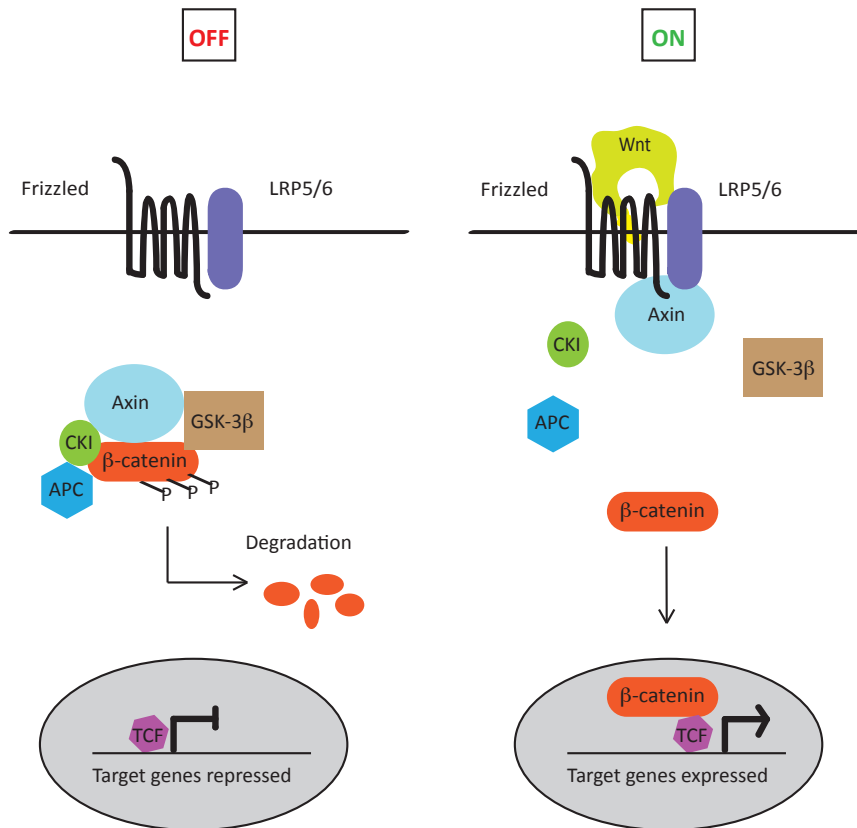 OFF
Frizzled
LRP5/6
Axin
GSK-3β
CKI
β-catenin
APC
P
P
P
Degradation
TCF
Target genes repressed
ON
Wnt
Frizzled
LRP5/6
Axin
CKI
GSK-3β
APC
β-catenin
β-catenin
TCF
Target genes expressed